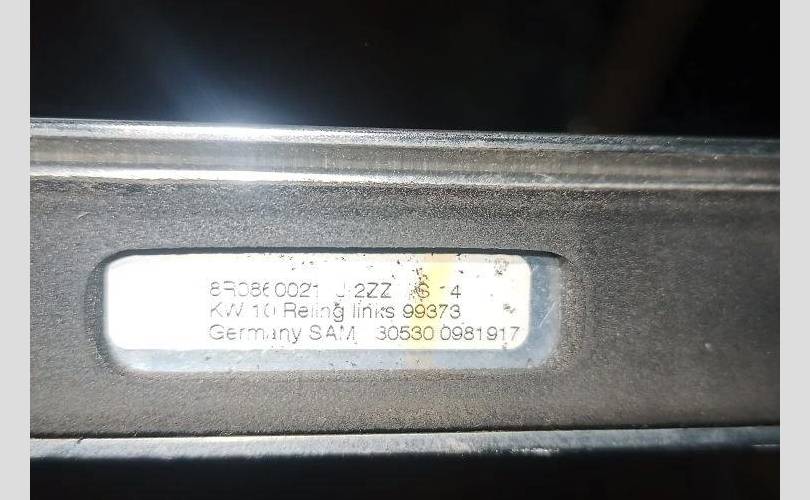 8R0860021 J 2ZZ
KW 10 Reling links 99373
Germany SAM 30530 0981917